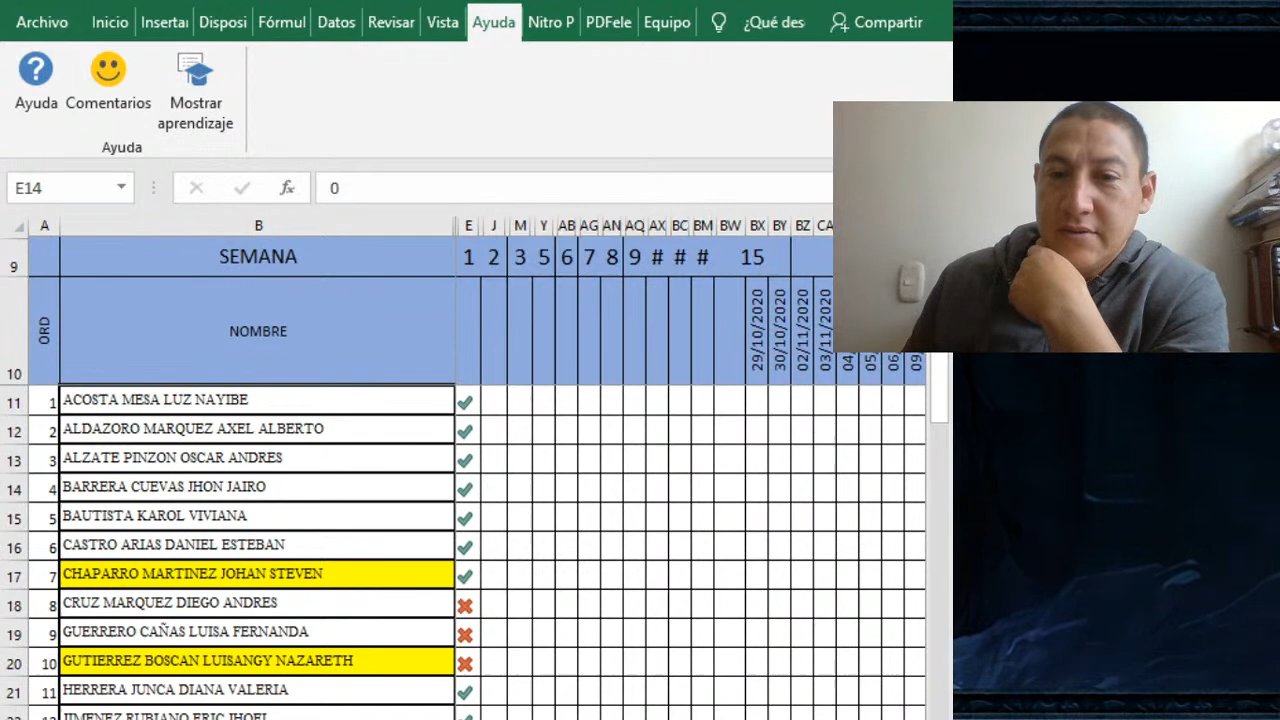 Archivo Inicio Insertar Disposi Fórmul Datos Revisar Vista Ayuda Nitro P PDFele Equipo ¿Qué des Compartir
Ayuda Comentarios Mostrar aprendizaje
Ayuda
E14 fx 0
A B E J M Y AB AG AN AQ AX BC BM BW BX BY BZ CA
9 SEMANA 1 2 3 5 6 7 8 9 # # # 15
10 ORD NOMBRE 29/10/2020 30/10/2020 02/11/2020 03/11/2020 04 05 06 09
11 1 ACOSTA MESA LUZ NAYIBE
12 2 ALDAZORO MARQUEZ AXEL ALBERTO
13 3 ALZATE PINZON OSCAR ANDRES
14 4 BARRERA CUEVAS JHON JAIRO
15 5 BAUTISTA KAROL VIVIANA
16 6 CASTRO ARIAS DANIEL ESTEBAN
17 7 CHAPARRO MARTINEZ JOHAN STEVEN
18 8 CRUZ MARQUEZ DIEGO ANDRES
19 9 GUERRERO CAÑAS LUISA FERNANDA
20 10 GUTIERREZ BOSCAN LUISANGY NAZARETH
21 11 HERRERA JUNCA DIANA VALERIA
JIMENEZ RUBIANO ERIC JHOEL